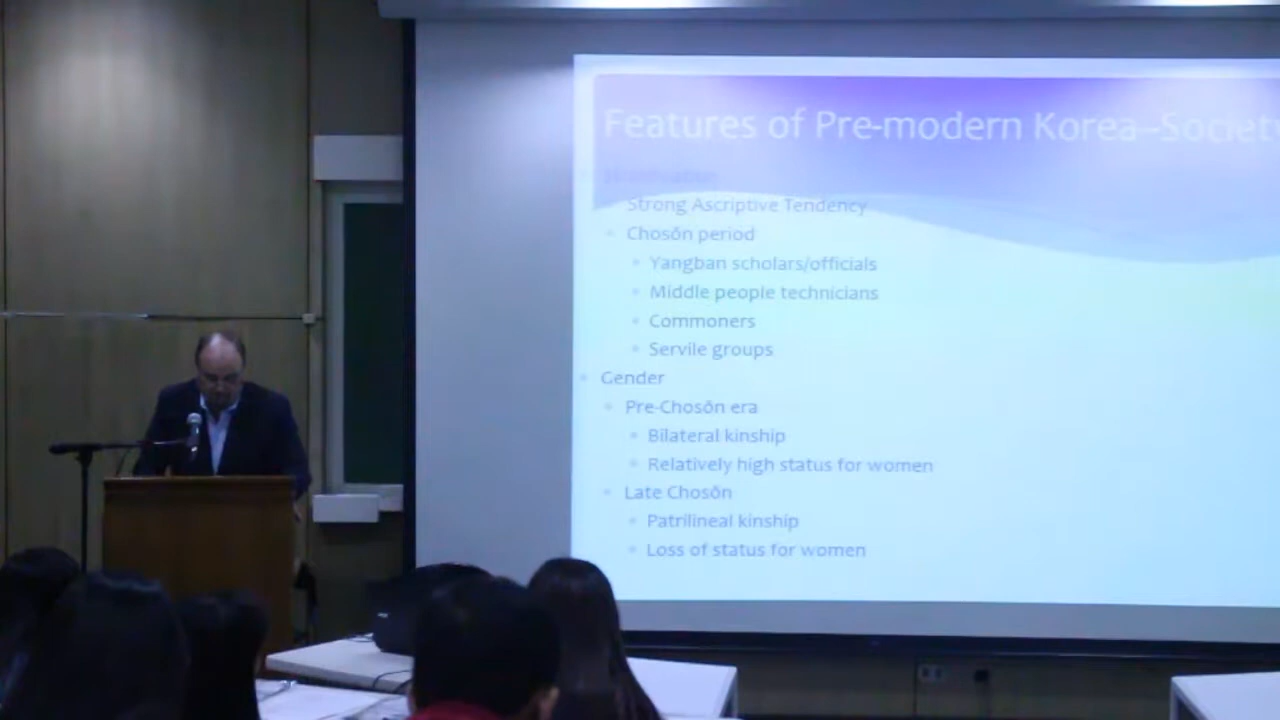 Features of Pre-modern Korea—Society
Strong Ascriptive Tendency
Chosŏn period
Yangban scholars/officials
Middle people technicians
Commoners
Servile groups
Gender
Pre-Chosŏn era
Bilateral kinship
Relatively high status for women
Late Chosŏn
Patrilineal kinship
Loss of status for women